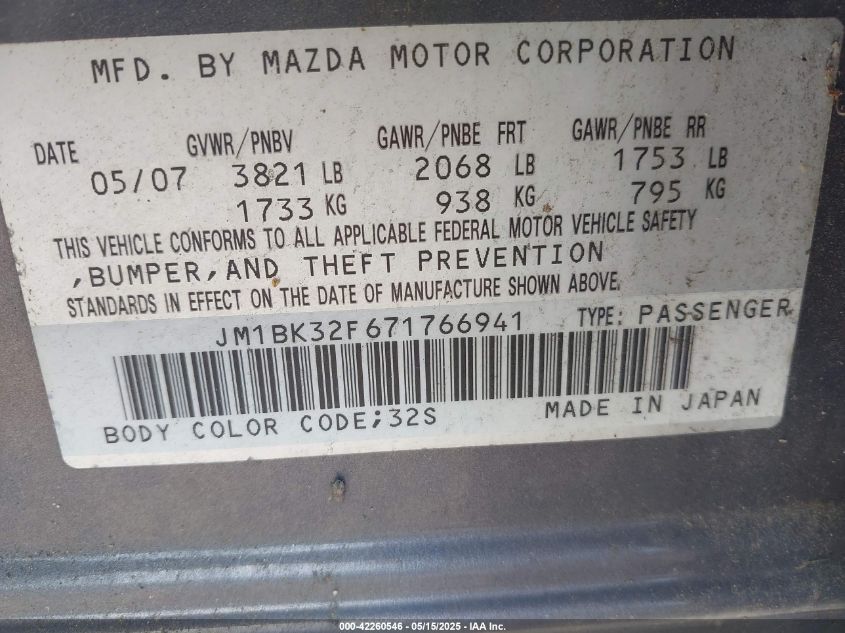 MFD. BY MAZDA MOTOR CORPORATION
DATE GVWR/PNBV GAWR/PNBE FRT GAWR/PNBE RR
05/07 3821 LB 2068 LB 1753 LB
1733 KG 938 KG 795 KG
THIS VEHICLE CONFORMS TO ALL APPLICABLE FEDERAL MOTOR VEHICLE SAFETY
,BUMPER,AND THEFT PREVENTION
STANDARDS IN EFFECT ON THE DATE OF MANUFACTURE SHOWN ABOVE.
JM1BK32F671766941 TYPE: PASSENGER
BODY COLOR CODE;32S MADE IN JAPAN
000-42260546 - 05/15/2025 - IAA Inc.